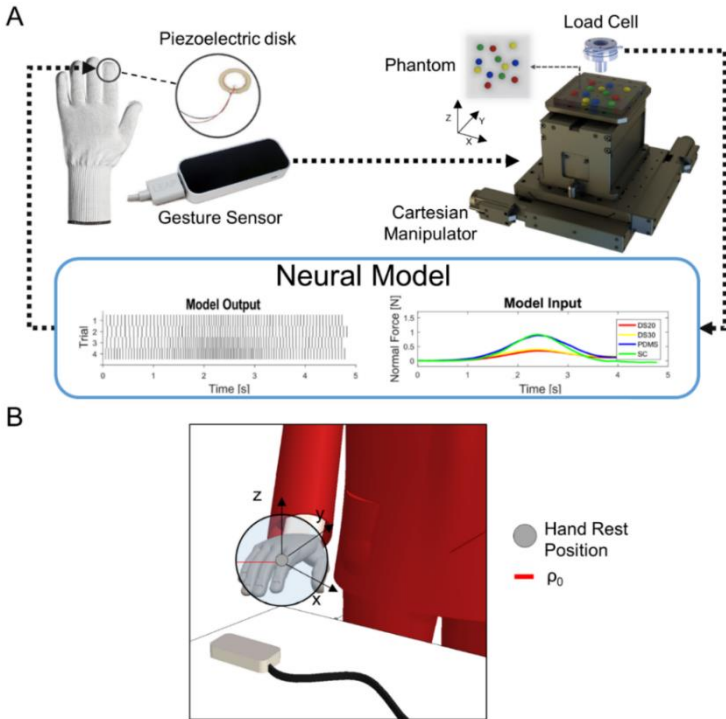 A
Piezoelectric disk
Gesture Sensor
Phantom
Z
Y
X
Load Cell
Cartesian
Manipulator
Neural Model
Model Output
Trial
1
2
3
4
0 1 2 3 4 5
Time [s]
Model Input
Normal Force [N]
1.5
1
0.5
0
0 1 2 3 4 5
Time [s]
DS20
DS30
PDMS
SC
B
z
y
x
Hand Rest
Position
ρ₀